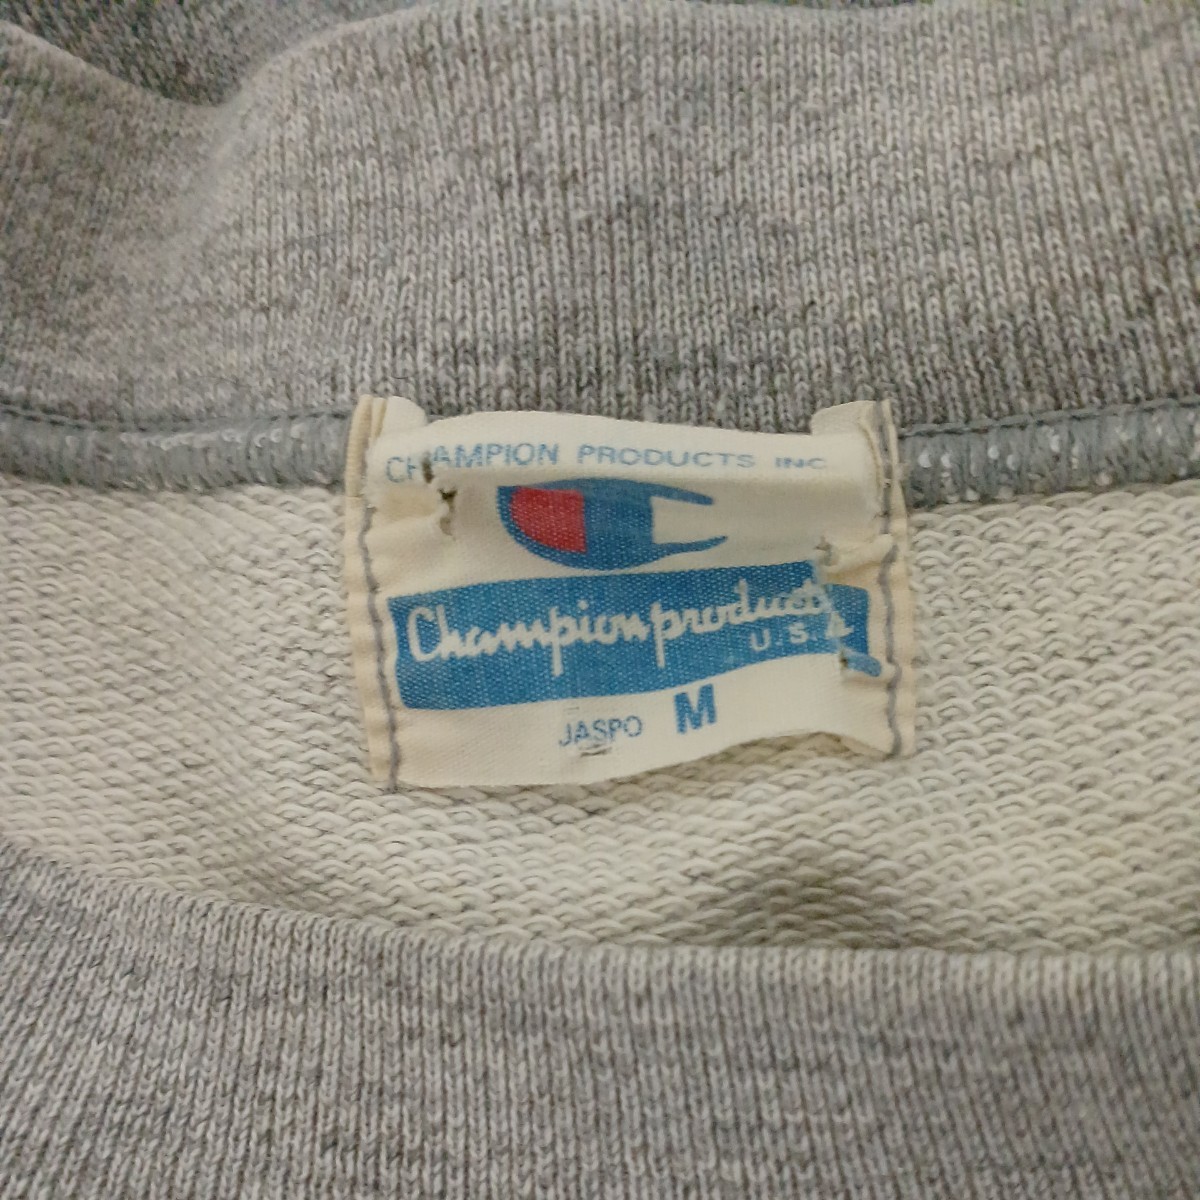 CHAMPION PRODUCTS INC
Champion products
U.S.A
JASPO M